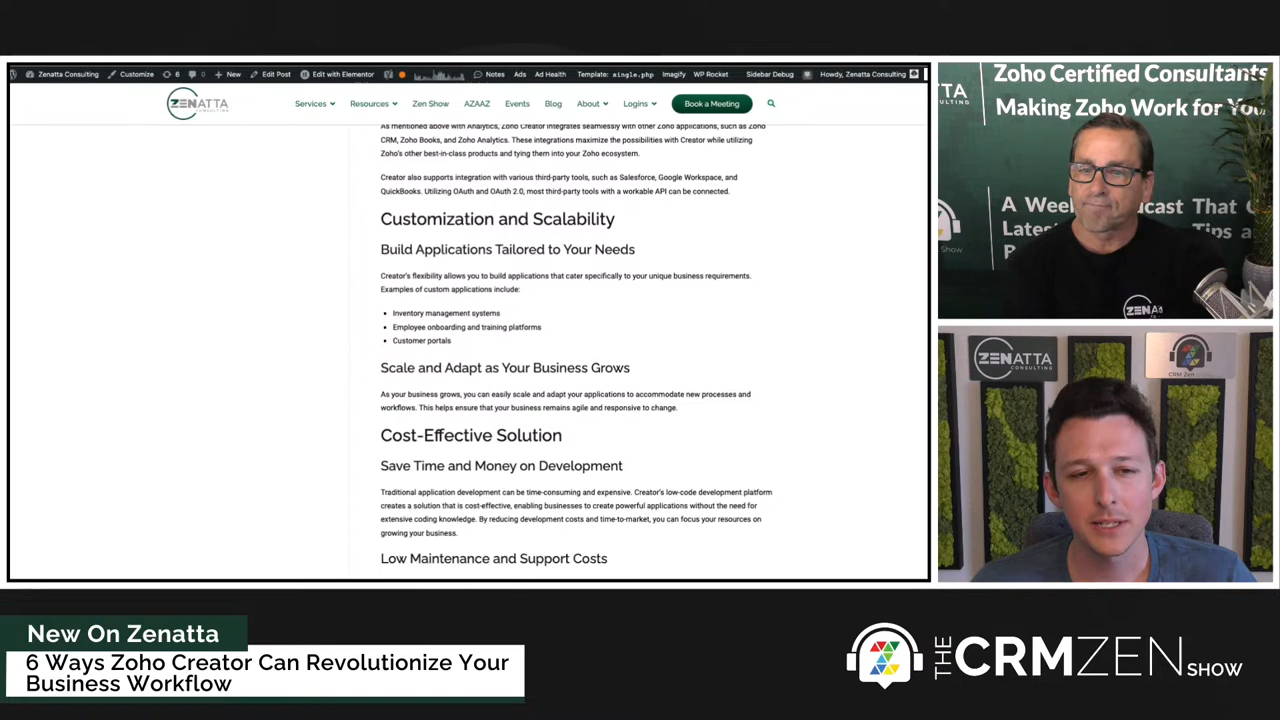 Zenatta Consulting Customize 6 0 New Edit Post Edit with Elementor Notes Ads Ad Health Template: single.php Imagify WP Rocket Sidebar Debug Howdy, Zenatta Consulting
ZENATTA
CONSULTING
Services Resources Zen Show AZAAZ Events Blog About Logins Book a Meeting
As mentioned above with Analytics, Zoho Creator integrates seamlessly with other Zoho applications, such as Zoho
CRM, Zoho Books, and Zoho Analytics. These integrations maximize the possibilities with Creator while utilizing
Zoho's other best-in-class products and tying them into your Zoho ecosystem.
Creator also supports integration with various third-party tools, such as Salesforce, Google Workspace, and
QuickBooks. Utilizing OAuth and OAuth 2.0, most third-party tools with a workable API can be connected.
Customization and Scalability
Build Applications Tailored to Your Needs
Creator's flexibility allows you to build applications that cater specifically to your unique business requirements.
Examples of custom applications include:
Inventory management systems
Employee onboarding and training platforms
Customer portals
Scale and Adapt as Your Business Grows
As your business grows, you can easily scale and adapt your applications to accommodate new processes and
workflows. This helps ensure that your business remains agile and responsive to change.
Cost-Effective Solution
Save Time and Money on Development
Traditional application development can be time-consuming and expensive. Creator's low-code development platform
creates a solution that is cost-effective, enabling businesses to create powerful applications without the need for
extensive coding knowledge. By reducing development costs and time-to-market, you can focus your resources on
growing your business.
Low Maintenance and Support Costs
Zoho Certified Consultants
Making Zoho Work for You
A Week
Latest
Tips and
Show
ZENATTA
CONSULTING
CRM Zen
New On Zenatta
6 Ways Zoho Creator Can Revolutionize Your
Business Workflow
THE CRMZEN SHOW